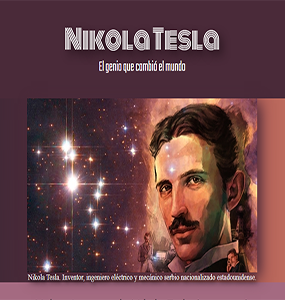 Nikola Tesla
El genio que cambió el mundo
Nikola Tesla. Inventor, ingeniero eléctrico y mecánico serbio nacionalizado estadounidense.